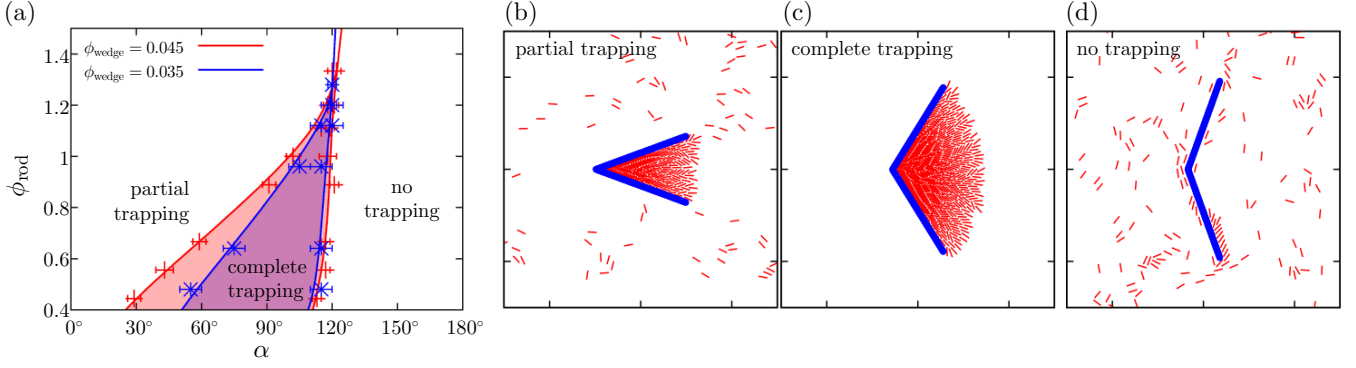 (a)
ϕwedge = 0.045
ϕwedge = 0.035
1.4
1.2
1
0.8
0.6
0.4
ϕrod
partial
trapping
no
trapping
complete
trapping
0° 30° 60° 90° 120° 150° 180°
α
(b)
partial trapping
(c)
complete trapping
(d)
no trapping